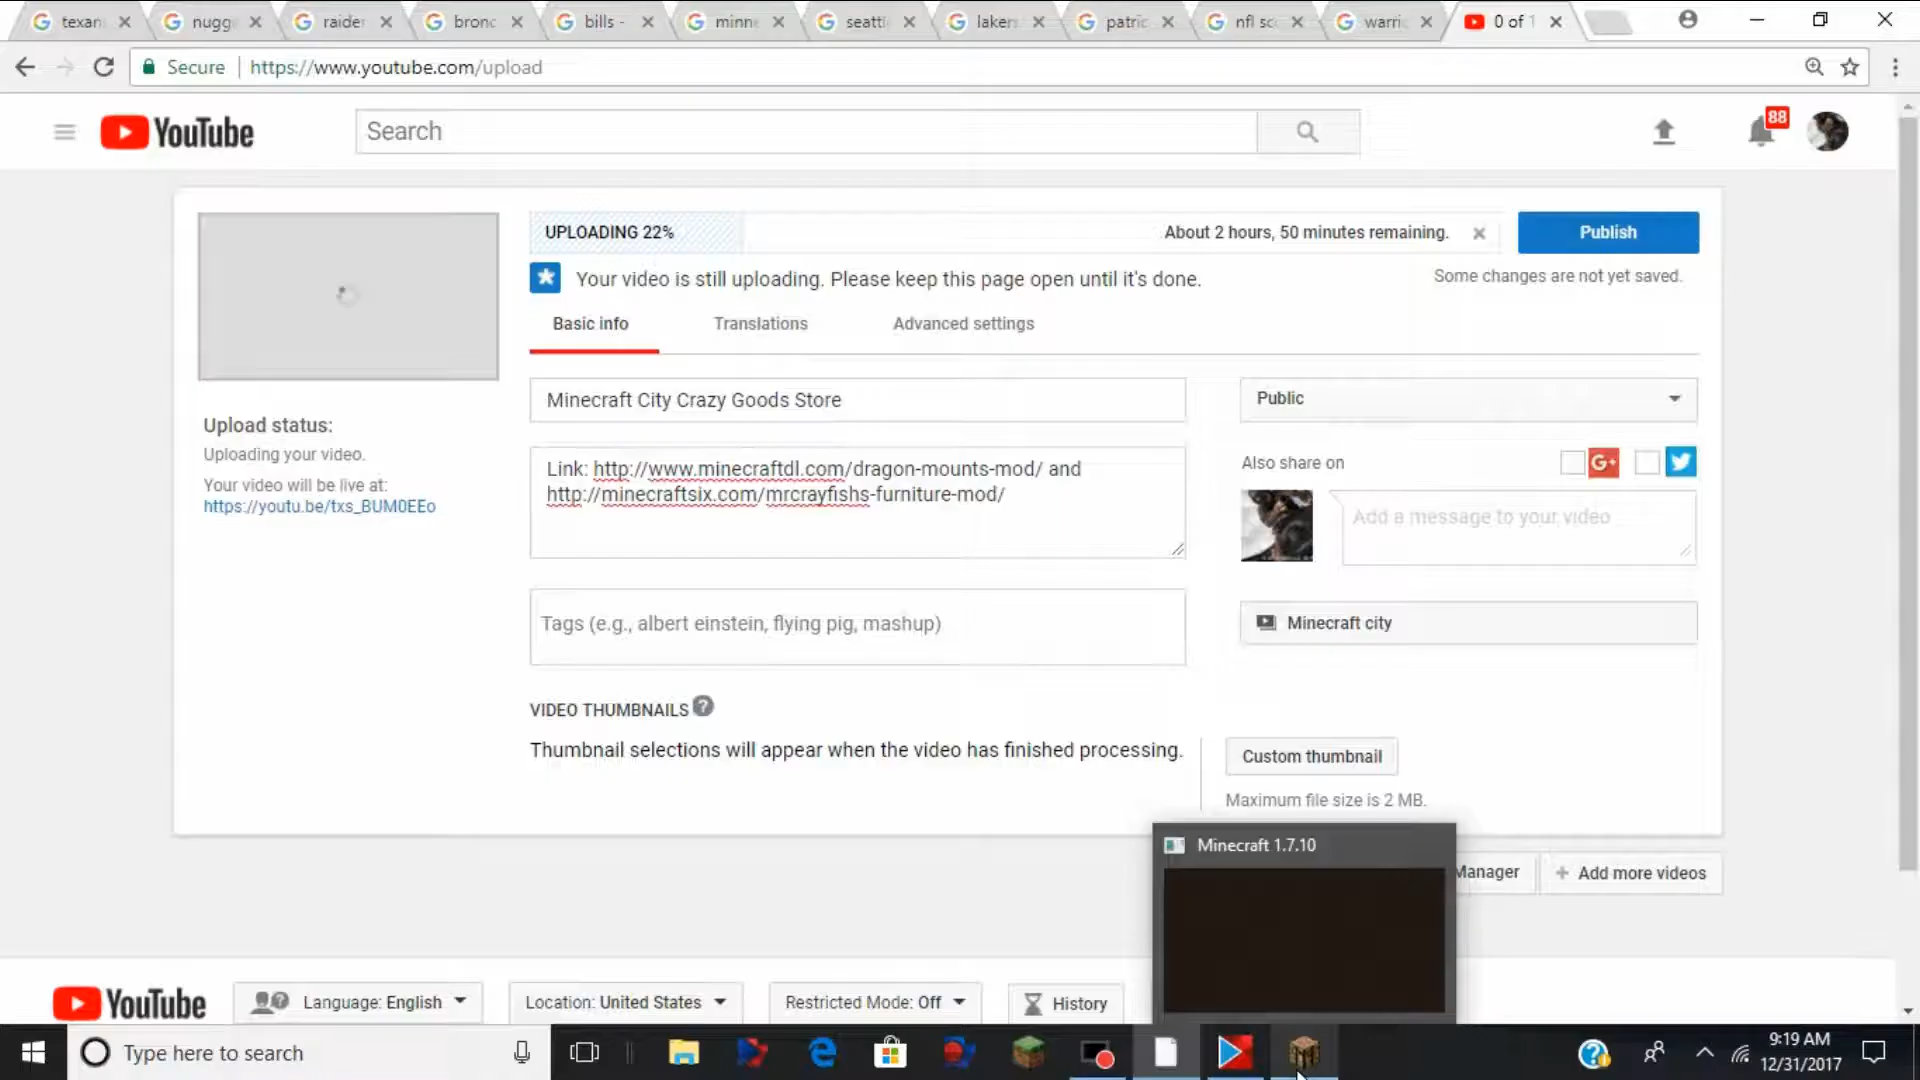 texan
nugg
raider
bronc
bills -
minne
seattl
lakers
patric
nfl sc
warri
0 of 1
Secure
https://www.youtube.com/upload
YouTube
Search
88
UPLOADING 22%
About 2 hours, 50 minutes remaining.
Publish
Your video is still uploading. Please keep this page open until it's done.
Some changes are not yet saved.
Basic info
Translations
Advanced settings
Minecraft City Crazy Goods Store
Public
Upload status:
Uploading your video.
Your video will be live at:
https://youtu.be/txs_BUM0EEo
Link: http://www.minecraftdl.com/dragon-mounts-mod/ and
http://minecraftsix.com/mrcrayfishs-furniture-mod/
Also share on
G+
Add a message to your video
Tags (e.g., albert einstein, flying pig, mashup)
Minecraft city
VIDEO THUMBNAILS ?
Thumbnail selections will appear when the video has finished processing.
Custom thumbnail
Maximum file size is 2 MB.
Minecraft 1.7.10
Manager
+ Add more videos
YouTube
Language: English
Location: United States
Restricted Mode: Off
History
Type here to search
9:19 AM
12/31/2017